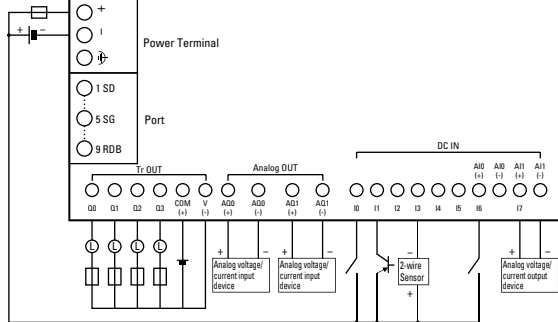 +
+ −
−
Power Terminal
1 SD
5 SG
Port
9 RDB
Tr OUT
Analog OUT
DC IN
AI0 (+) AI0 (-) AI1 (+) AI1 (-)
Q0 Q1 Q2 Q3 COM (+) V (-) AQ0 (+) AQ0 (-) AQ1 (+) AQ1 (-) I0 I1 I2 I3 I4 I5 I6 I7
L L L L
+ − + − − + −
Analog voltage/
current input
device
Analog voltage/
current input
device
2-wire
Sensor
+
Analog voltage/
current output
device